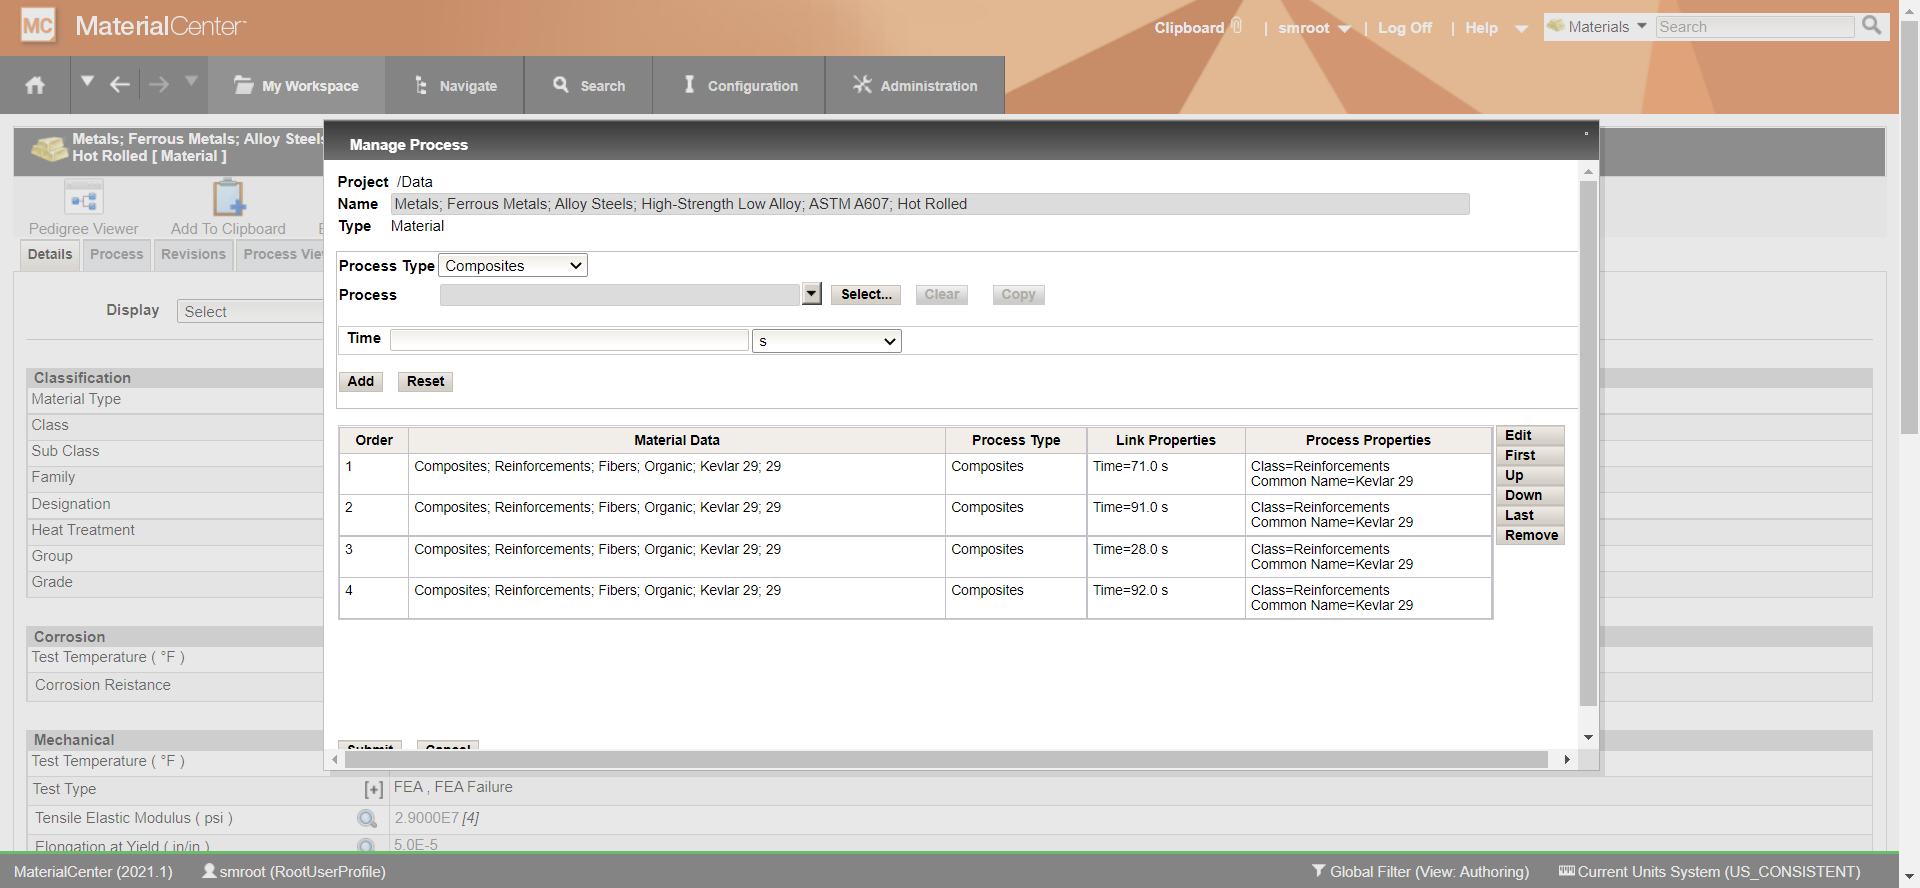 MC MaterialCenter
Clipboard | smroot | Log Off | Help Materials Search
My Workspace Navigate Search Configuration Administration
Metals; Ferrous Metals; Alloy Steels
Hot Rolled [ Material ]
Pedigree Viewer Add To Clipboard
Details Process Revisions Process Vie
Display Select
Classification
Material Type
Class
Sub Class
Family
Designation
Heat Treatment
Group
Grade
Corrosion
Test Temperature ( °F )
Corrosion Reistance
Mechanical
Test Temperature ( °F )
Test Type [+] FEA , FEA Failure
Tensile Elastic Modulus ( psi ) 2.9000E7 [4]
Elongation at Yield ( in/in ) 5.0E-5
Manage Process
Project /Data
Name Metals; Ferrous Metals; Alloy Steels; High-Strength Low Alloy; ASTM A607; Hot Rolled
Type Material
Process Type Composites
Process Select... Clear Copy
Time s
Add Reset
Order Material Data Process Type Link Properties Process Properties
1 Composites; Reinforcements; Fibers; Organic; Kevlar 29; 29 Composites Time=71.0 s Class=Reinforcements
Common Name=Kevlar 29
2 Composites; Reinforcements; Fibers; Organic; Kevlar 29; 29 Composites Time=91.0 s Class=Reinforcements
Common Name=Kevlar 29
3 Composites; Reinforcements; Fibers; Organic; Kevlar 29; 29 Composites Time=28.0 s Class=Reinforcements
Common Name=Kevlar 29
4 Composites; Reinforcements; Fibers; Organic; Kevlar 29; 29 Composites Time=92.0 s Class=Reinforcements
Common Name=Kevlar 29
Edit
First
Up
Down
Last
Remove
Submit Cancel
MaterialCenter (2021.1) smroot (RootUserProfile) Global Filter (View: Authoring) Current Units System (US_CONSISTENT)